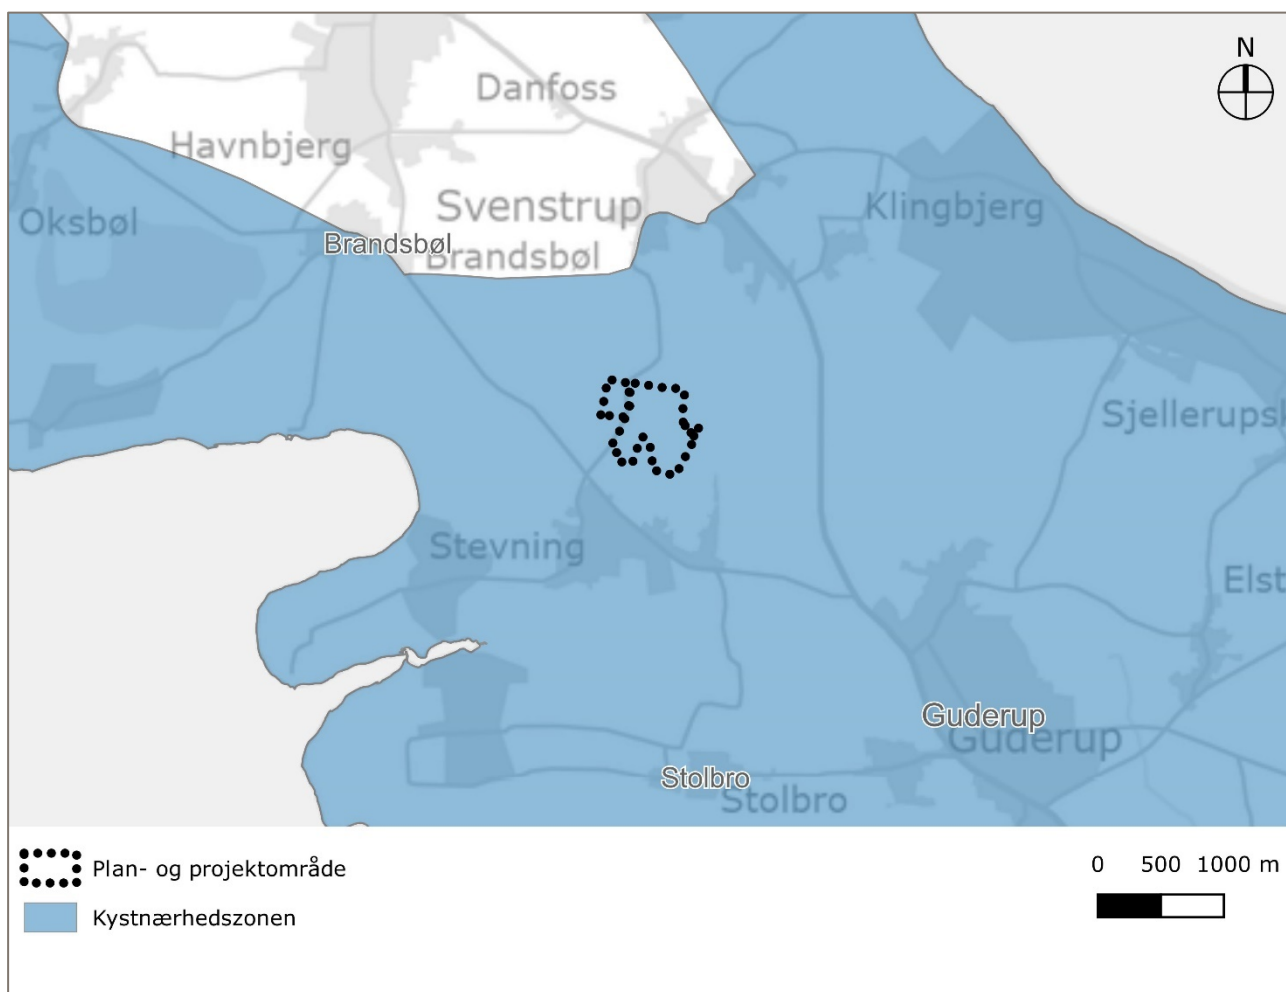 N
Danfoss
Havnbjerg
Svenstrup
Klingbjerg
Oksbøl
Brandsbøl
Brandsbøl
Sjellerupsk
Stevning
Elst
Guderup
Guderup
Stolbro
Stolbro
Plan- og projektområde
0 500 1000 m
Kystnærhedszonen